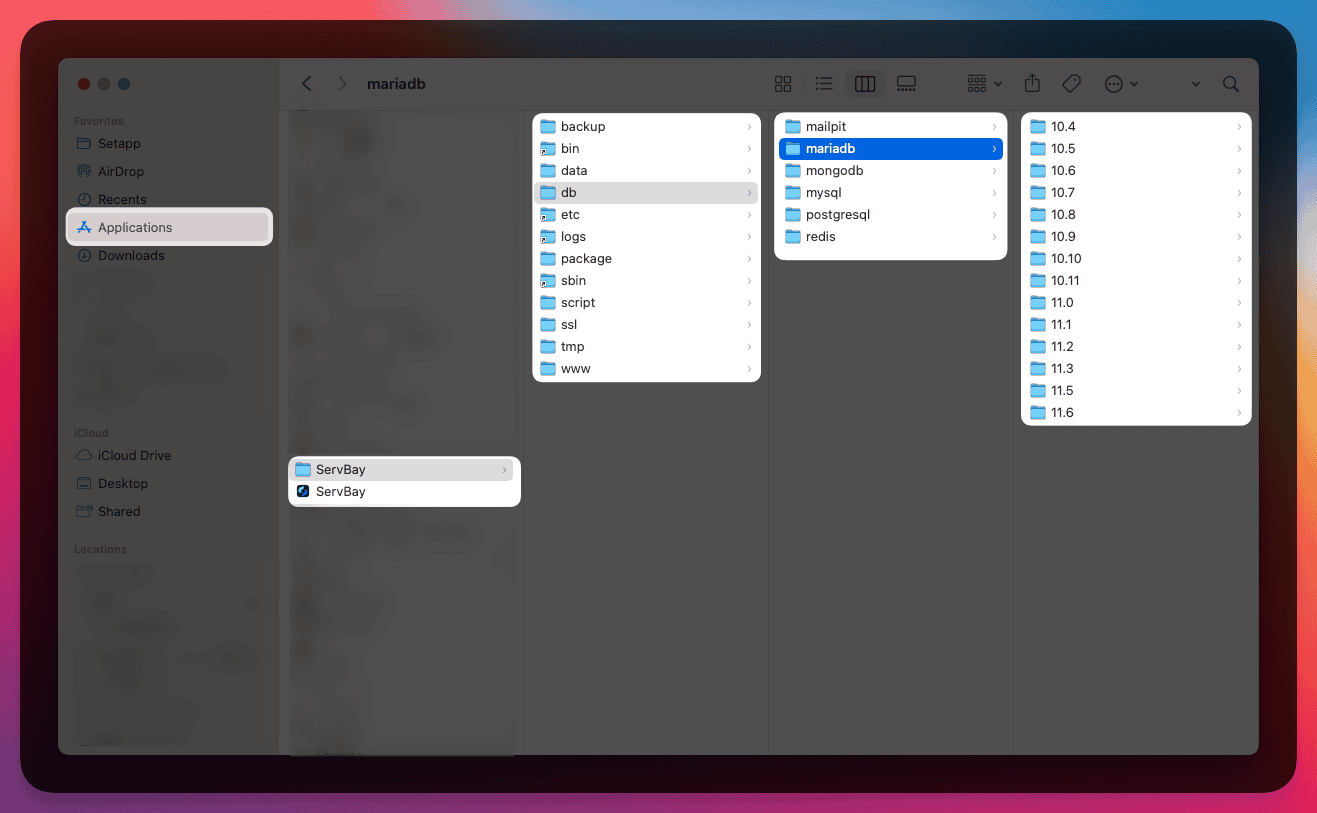 mariadb
Favorites
Setapp
AirDrop
Recents
Applications
Downloads
iCloud
iCloud Drive
Desktop
Shared
Locations
ServBay
ServBay
backup
bin
data
db
etc
logs
package
sbin
script
ssl
tmp
www
mailpit
mariadb
mongodb
mysql
postgresql
redis
10.4
10.5
10.6
10.7
10.8
10.9
10.10
10.11
11.0
11.1
11.2
11.3
11.5
11.6